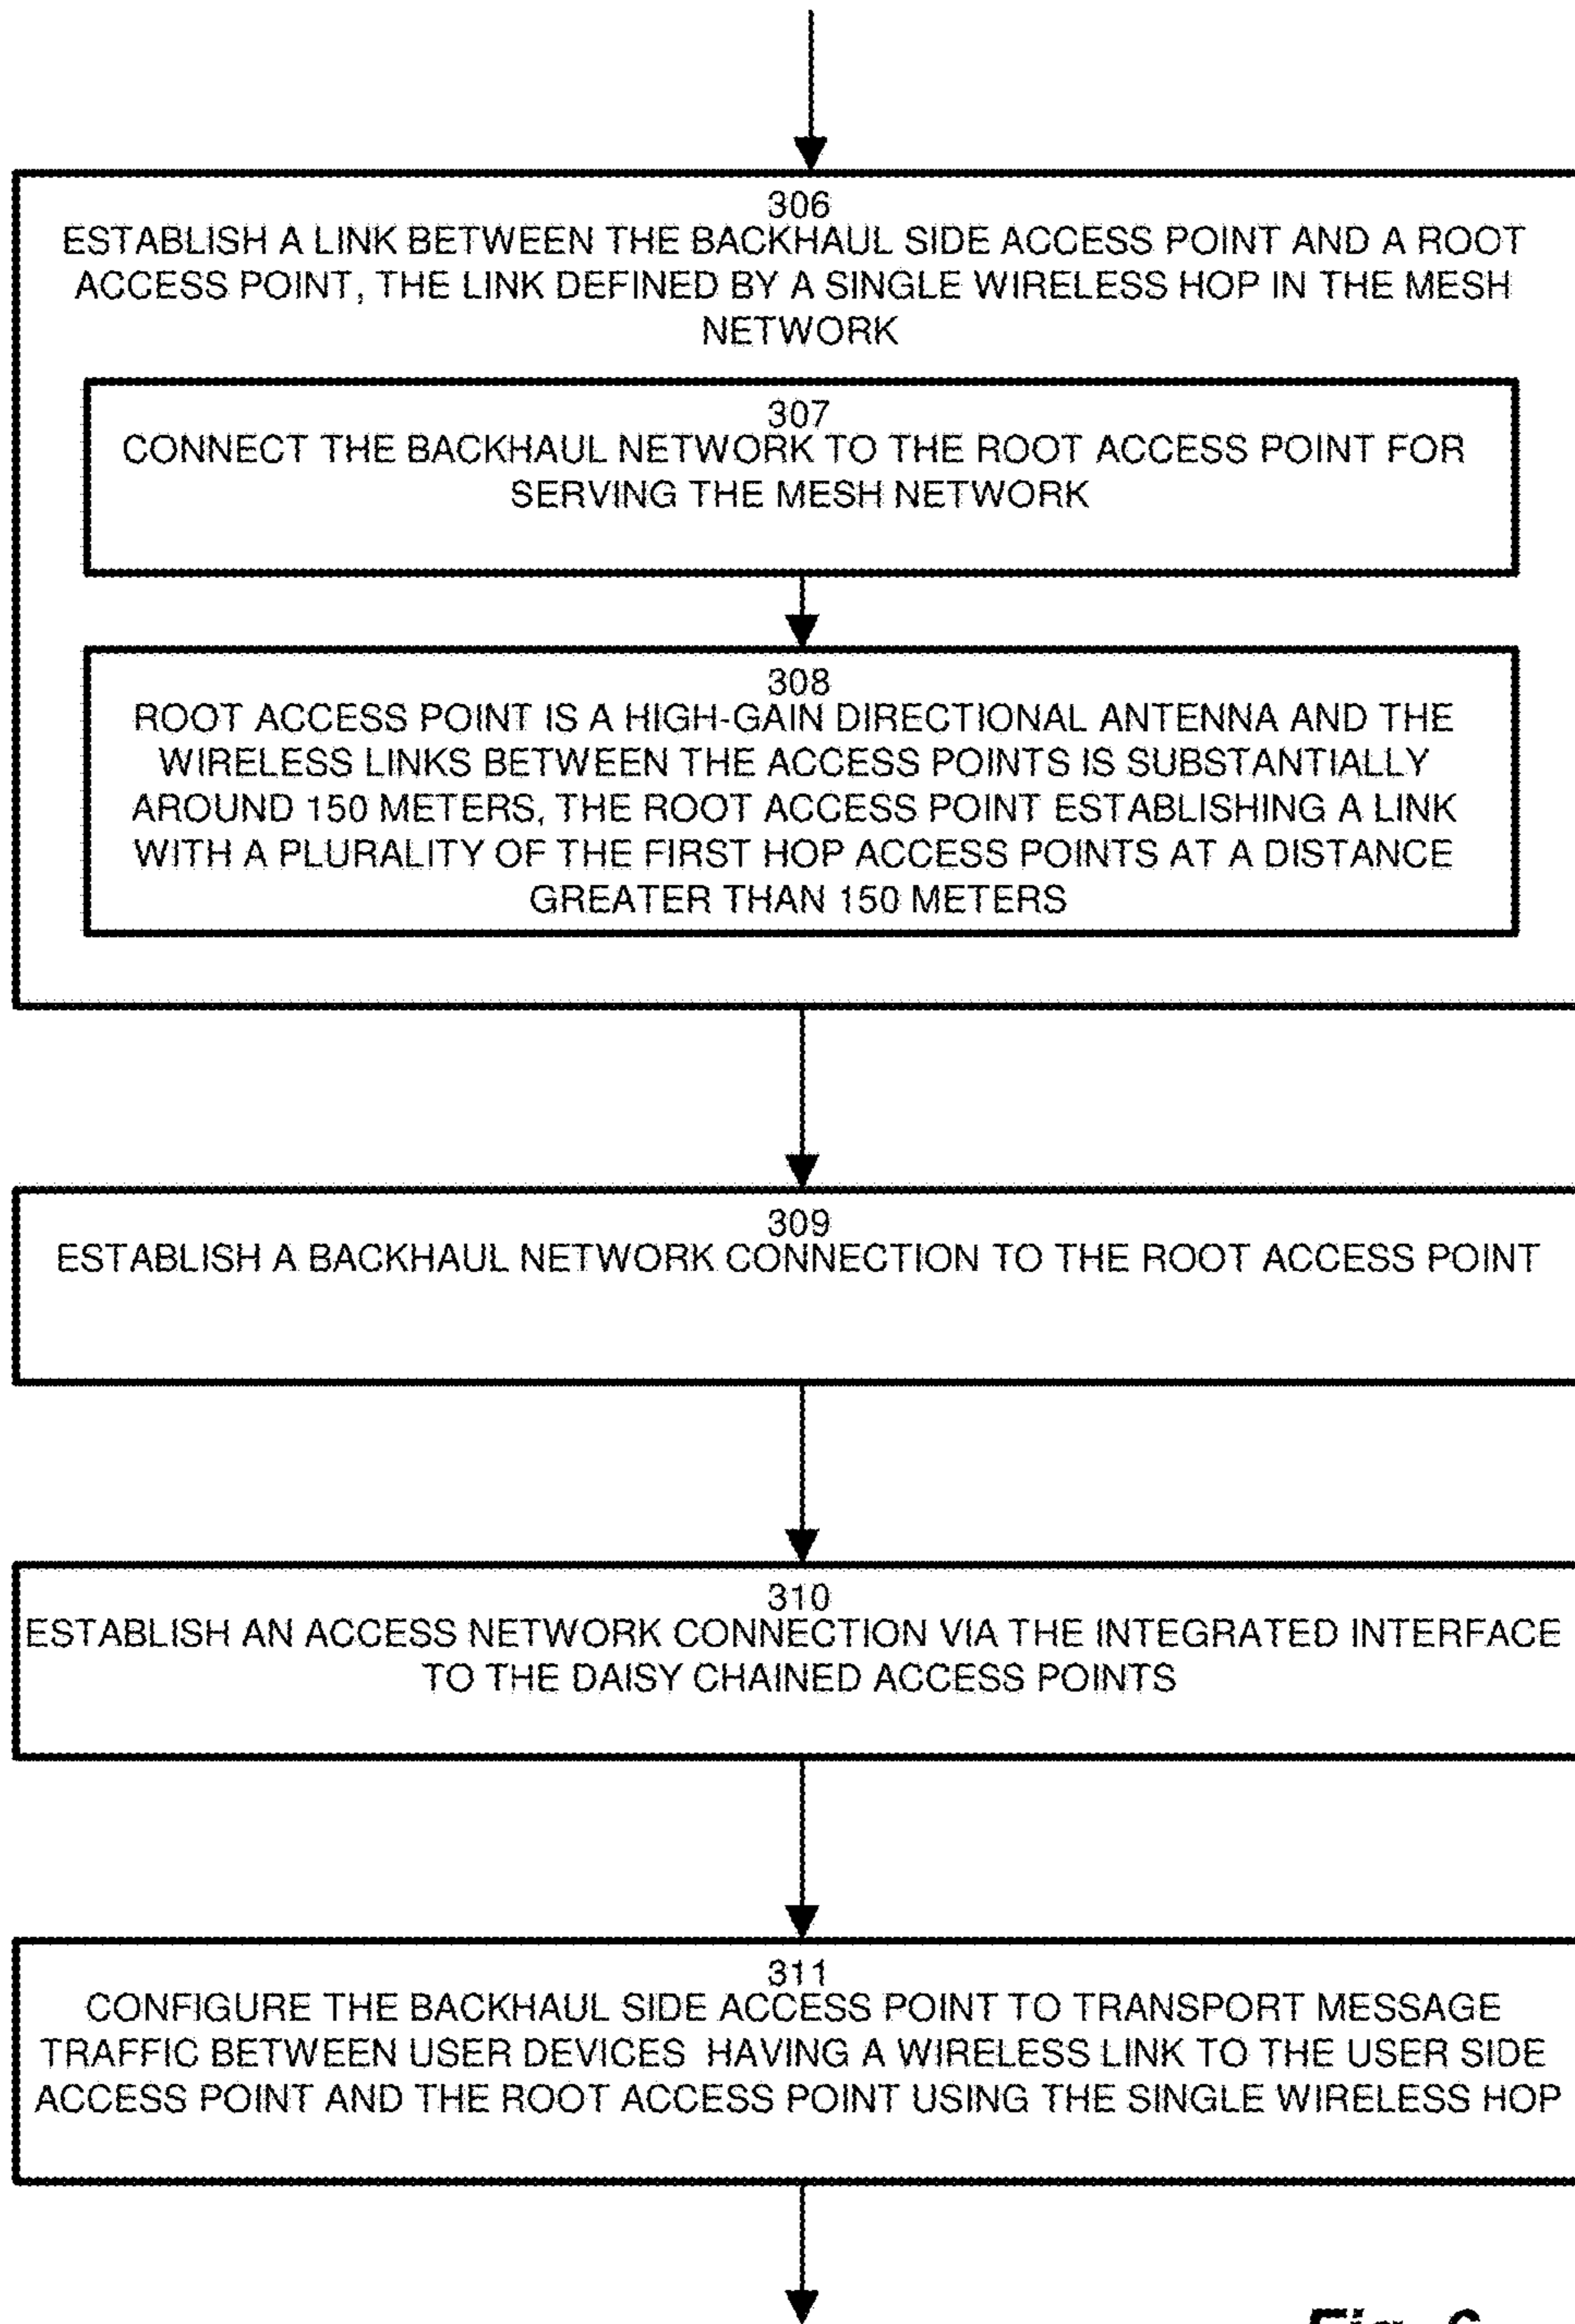 306
ESTABLISH A LINK BETWEEN THE BACKHAUL SIDE ACCESS POINT AND A ROOT
ACCESS POINT, THE LINK DEFINED BY A SINGLE WIRELESS HOP IN THE MESH
NETWORK
307
CONNECT THE BACKHAUL NETWORK TO THE ROOT ACCESS POINT FOR
SERVING THE MESH NETWORK
308
ROOT ACCESS POINT IS A HIGH-GAIN DIRECTIONAL ANTENNA AND THE
WIRELESS LINKS BETWEEN THE ACCESS POINTS IS SUBSTANTIALLY
AROUND 150 METERS, THE ROOT ACCESS POINT ESTABLISHING A LINK
WITH A PLURALITY OF THE FIRST HOP ACCESS POINTS AT A DISTANCE
GREATER THAN 150 METERS
309
ESTABLISH A BACKHAUL NETWORK CONNECTION TO THE ROOT ACCESS POINT
310
ESTABLISH AN ACCESS NETWORK CONNECTION VIA THE INTEGRATED INTERFACE
TO THE DAISY CHAINED ACCESS POINTS
311
CONFIGURE THE BACKHAUL SIDE ACCESS POINT TO TRANSPORT MESSAGE
TRAFFIC BETWEEN USER DEVICES HAVING A WIRELESS LINK TO THE USER SIDE
ACCESS POINT AND THE ROOT ACCESS POINT USING THE SINGLE WIRELESS HOP